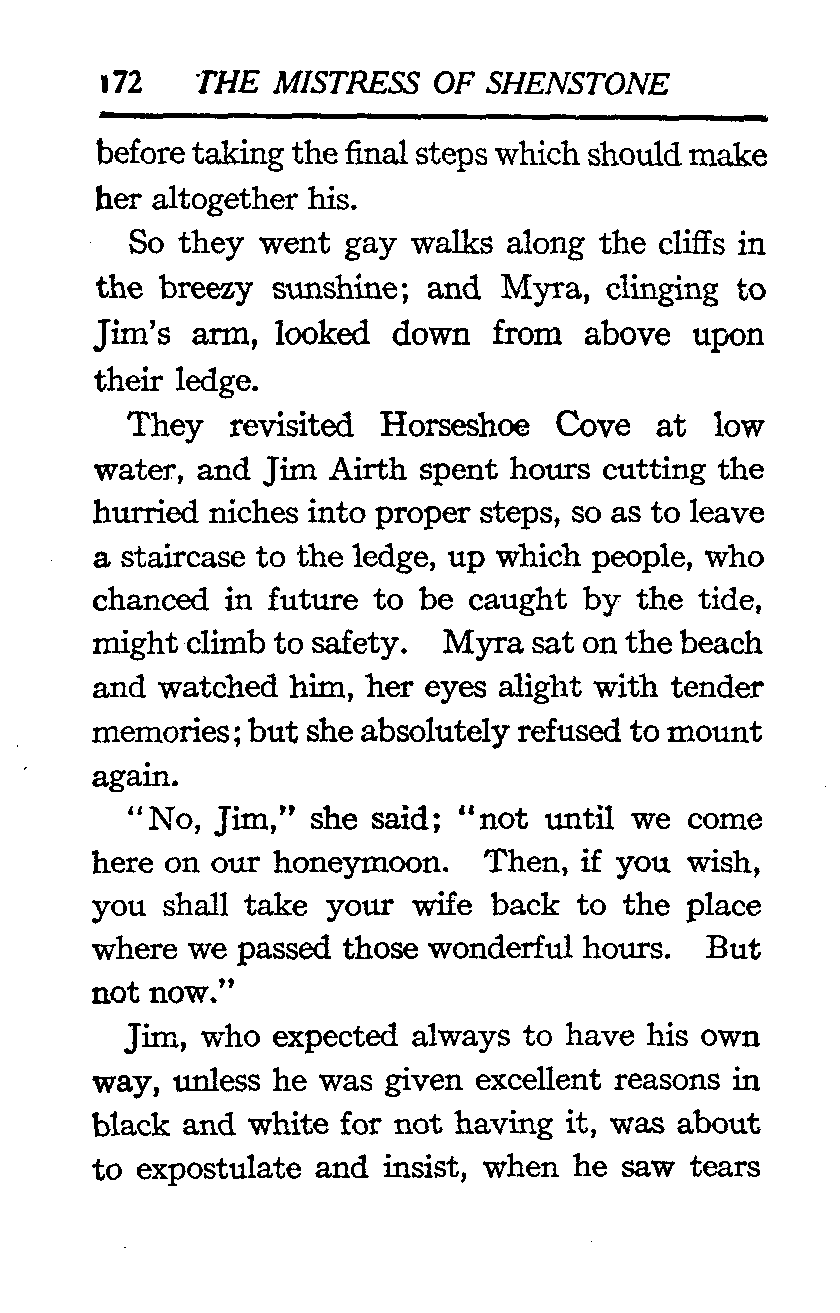 172 THE MISTRESS OF SHENSTONE
before taking the final steps which should make
her altogether his.
So they went gay walks along the cliffs in
the breezy sunshine; and Myra, clinging to
Jim's arm, looked down from above upon
their ledge.
They revisited Horseshoe Cove at low
water, and Jim Airth spent hours cutting the
hurried niches into proper steps, so as to leave
a staircase to the ledge, up which people, who
chanced in future to be caught by the tide,
might climb to safety. Myra sat on the beach
and watched him, her eyes alight with tender
memories; but she absolutely refused to mount
again.
"No, Jim," she said; "not until we come
here on our honeymoon. Then, if you wish,
you shall take your wife back to the place
where we passed those wonderful hours. But
not now."
Jim, who expected always to have his own
way, unless he was given excellent reasons in
black and white for not having it, was about
to expostulate and insist, when he saw tears